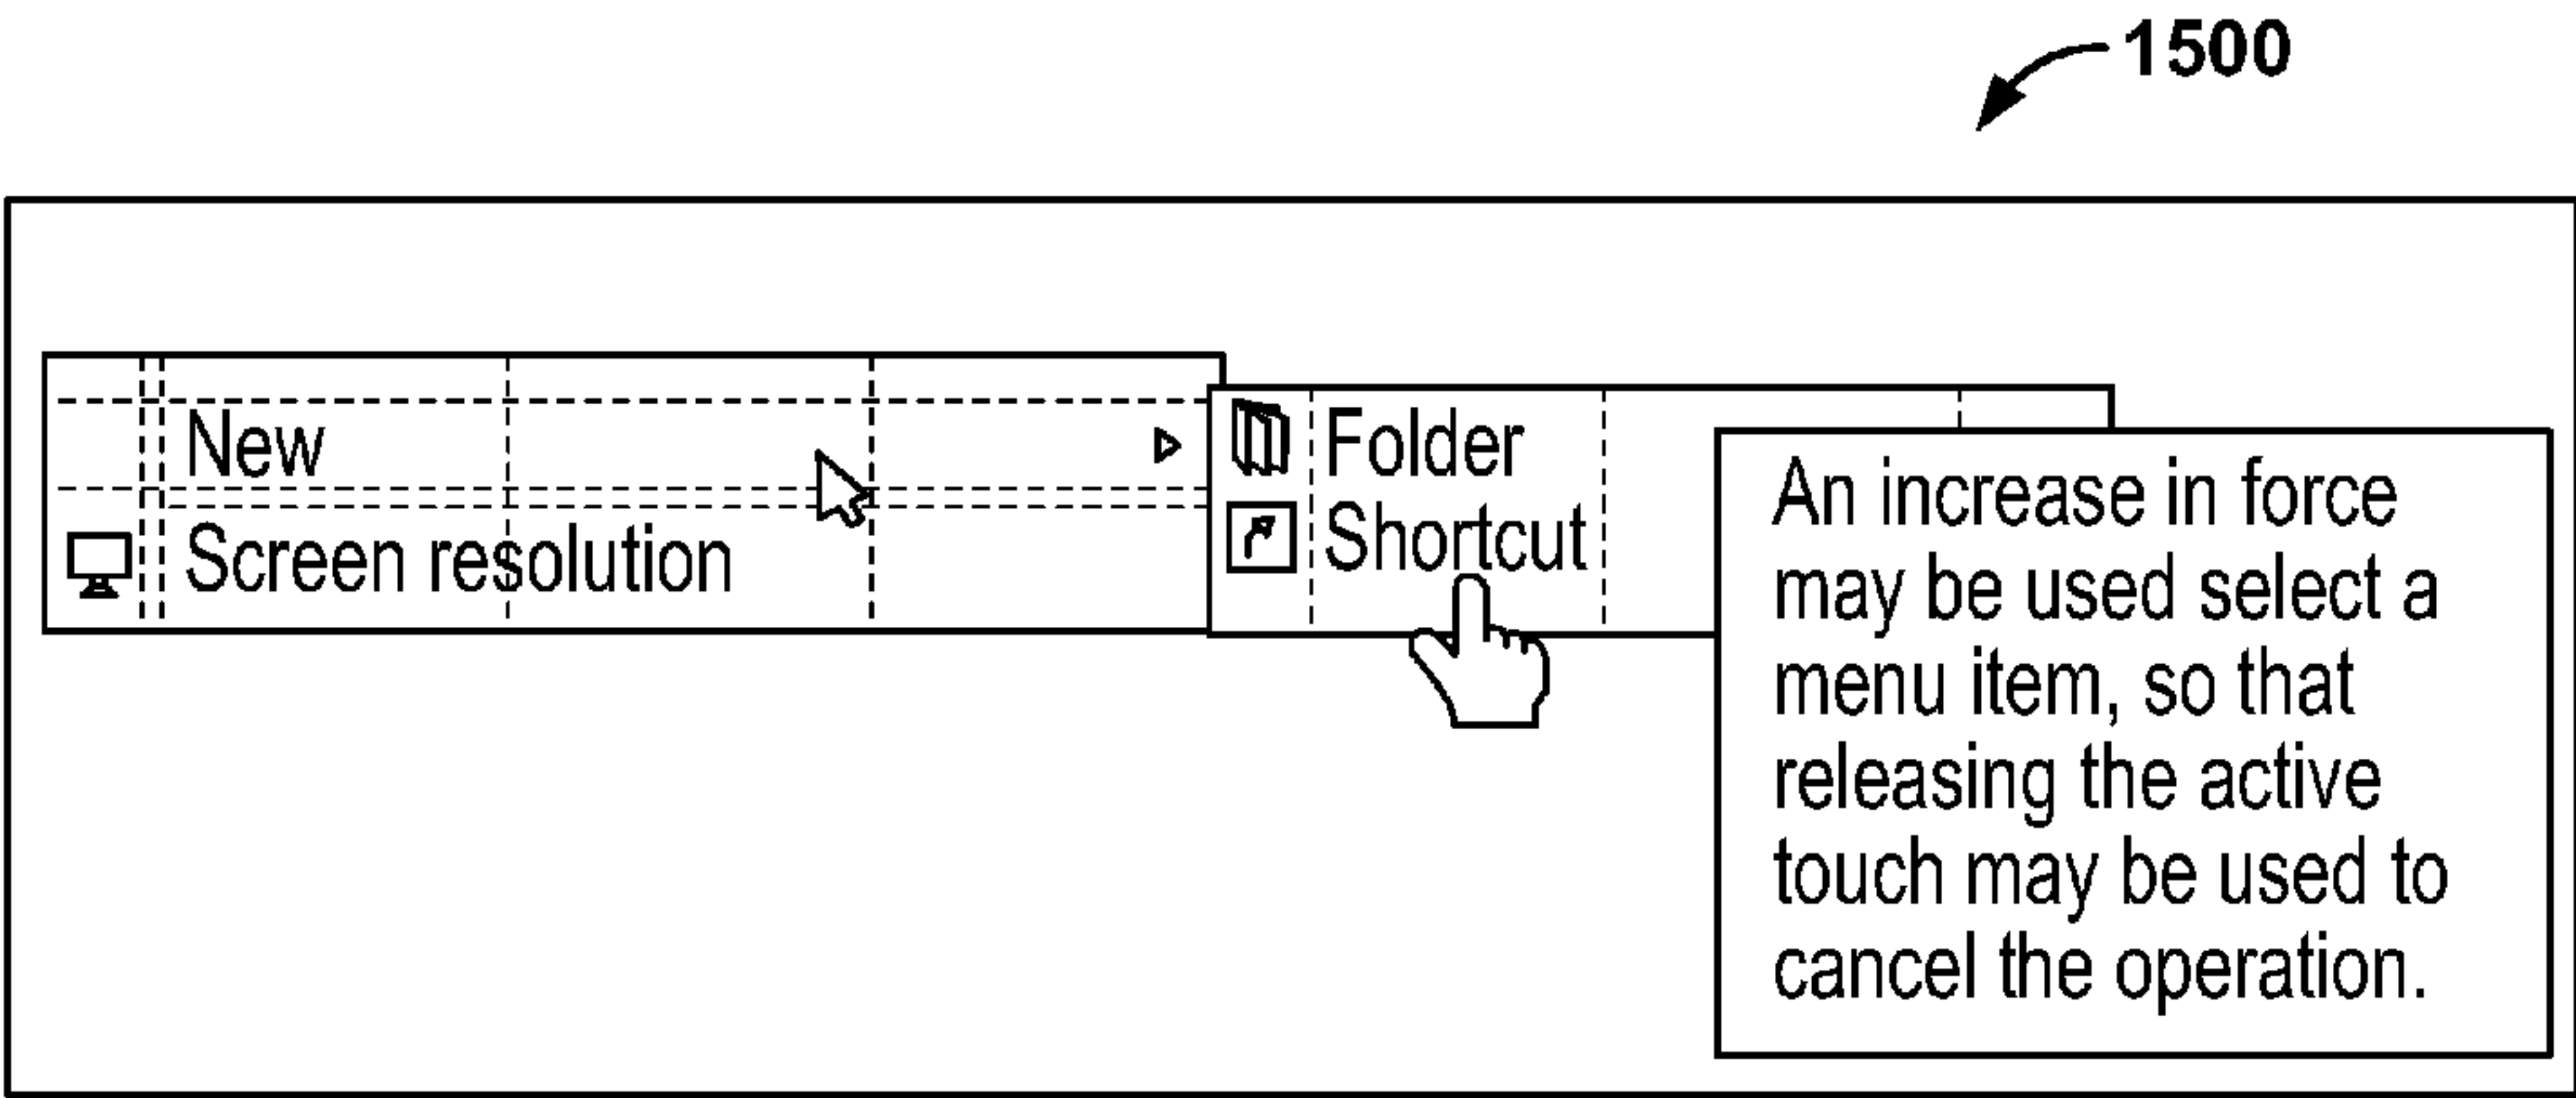 1500
New
Screen resolution
Folder
Shortcut
An increase in force
may be used select a
menu item, so that
releasing the active
touch may be used to
cancel the operation.